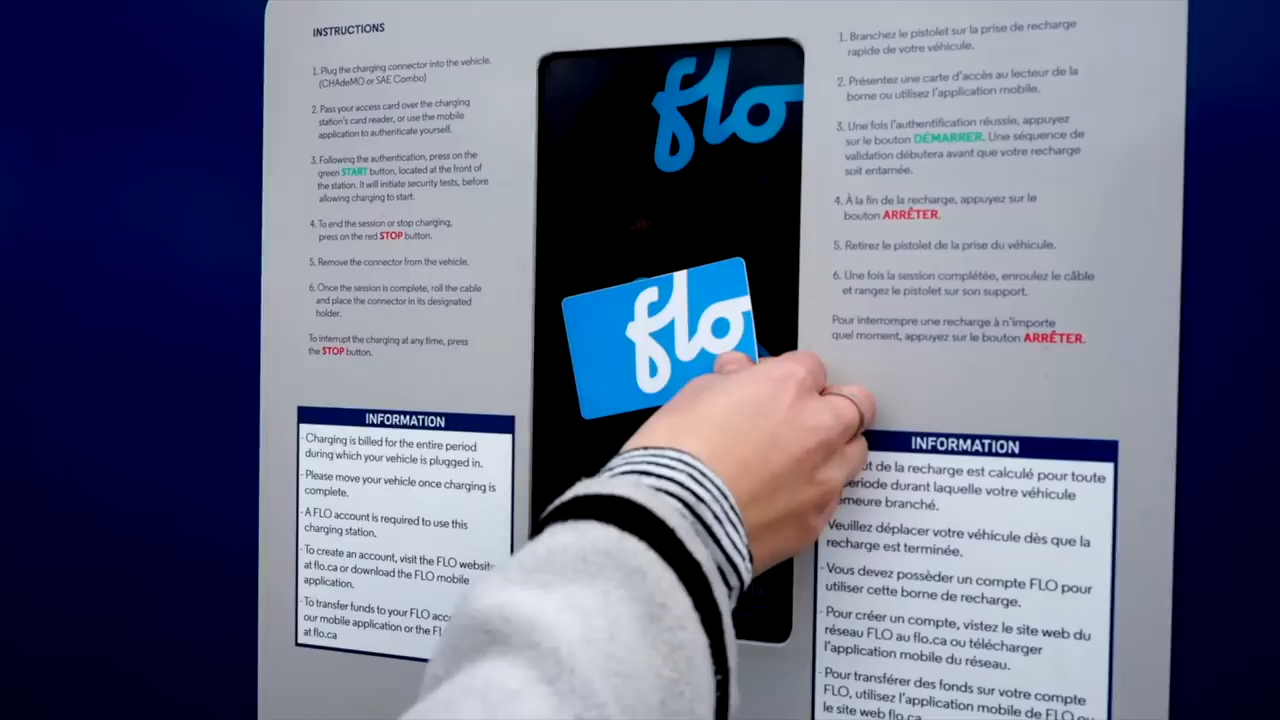 INSTRUCTIONS
1. Plug the charging connector into the vehicle.
(CHAdeMO or SAE Combo)
2. Pass your access card over the charging
station's card reader, or use the mobile
application to authenticate yourself.
3. Following the authentication, press on the
green START button, located at the front of
the station. It will initiate security tests, before
allowing charging to start.
4. To end the session or stop charging,
press on the red STOP button.
5. Remove the connector from the vehicle.
6. Once the session is complete, roll the cable
and place the connector in its designated
holder.
To interrupt the charging at any time, press
the STOP button.
INFORMATION
- Charging is billed for the entire period
during which your vehicle is plugged in.
- Please move your vehicle once charging is
complete.
- A FLO account is required to use this
charging station.
- To create an account, visit the FLO website
at flo.ca or download the FLO mobile
application.
- To transfer funds to your FLO
our mobile application or the
at flo.ca
flo
flo
1. Branchez le pistolet sur la prise de recharge
rapide de votre véhicule.
2. Présentez une carte d'accès au lecteur de la
borne ou utilisez l'application mobile.
3. Une fois l'authentification réussie, appuyez
sur le bouton DÉMARRER. Une séquence de
validation débutera avant que votre recharge
soit entamée.
4. À la fin de la recharge, appuyez sur le
bouton ARRÊTER.
5. Retirez le pistolet de la prise du véhicule.
6. Une fois la session complétée, enroulez le câble
et rangez le pistolet sur son support.
Pour interrompre une recharge à n'importe
quel moment, appuyez sur le bouton ARRÊTER.
INFORMATION
de la recharge est calculé pour toute
durant laquelle votre véhicule
branché.
Veuillez déplacer votre véhicule dès que la
recharge est terminée.
- Vous devez possèder un compte FLO pour
utiliser cette borne de recharge.
- Pour créer un compte, vistez le site web du
réseau FLO au flo.ca ou télécharger
l'application mobile du réseau.
- Pour transférer des fonds sur votre compte
FLO, utilisez l'application mobile de FLO ou
le site web flo.ca